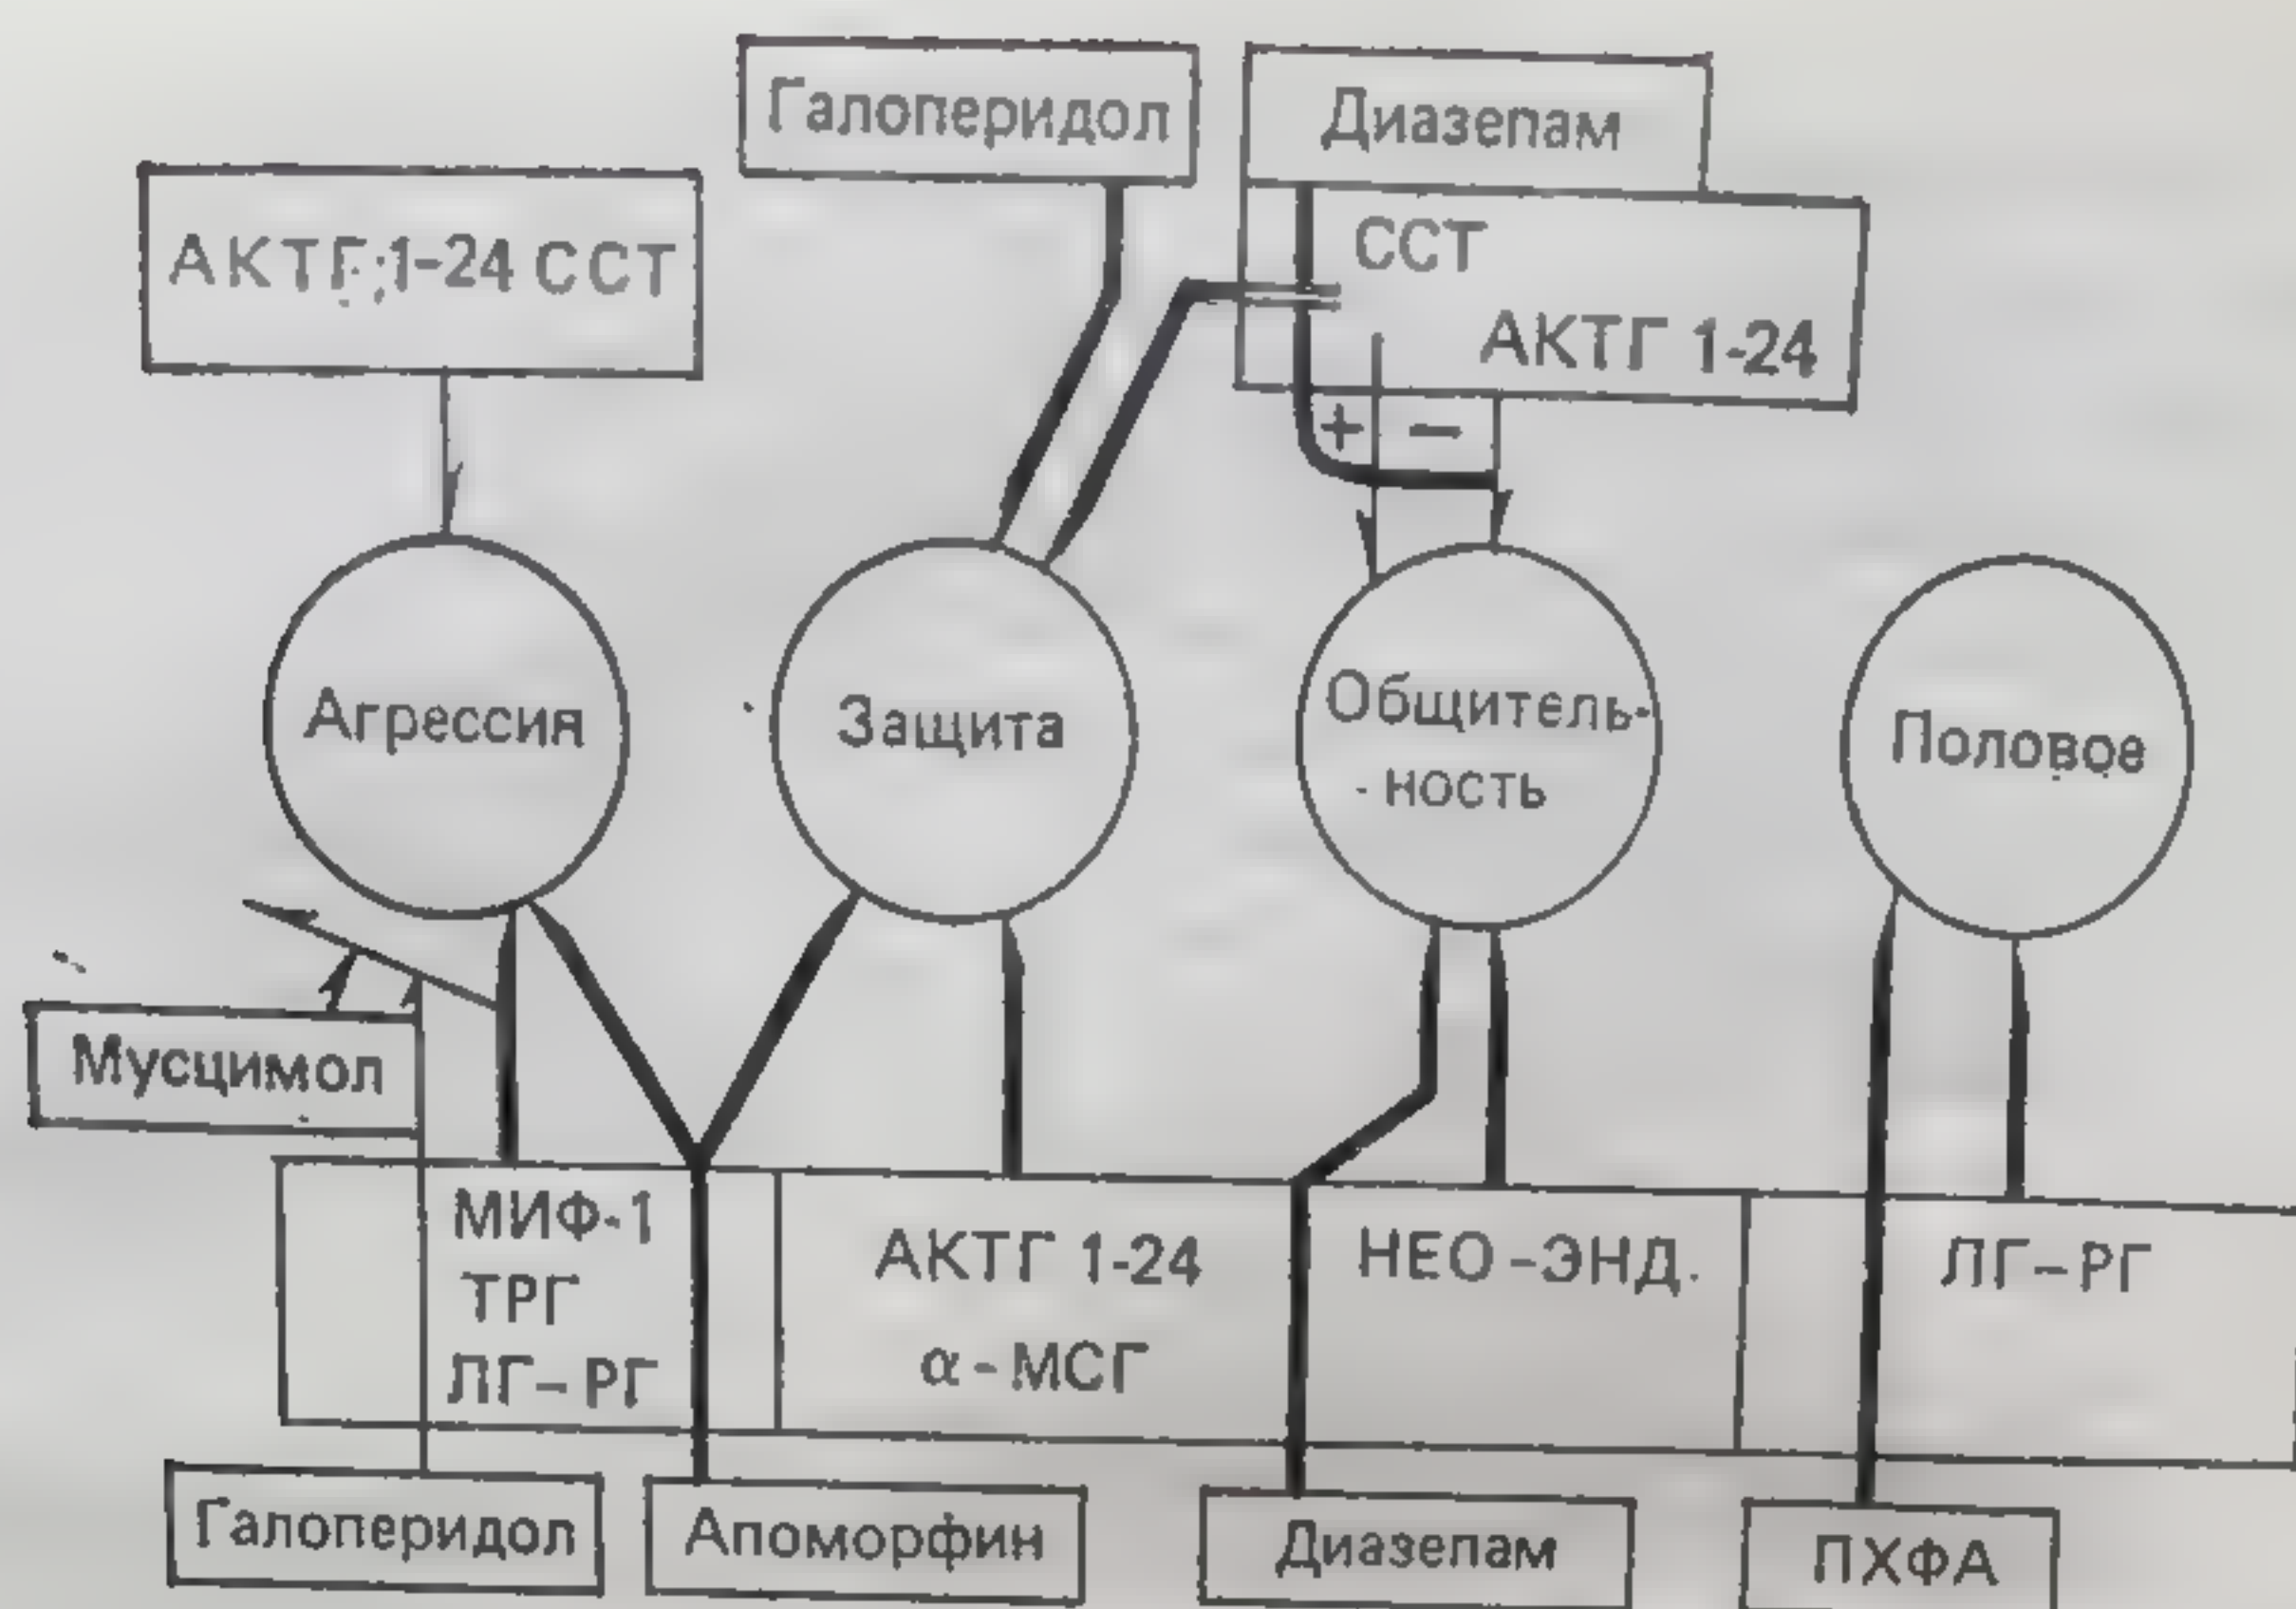 Галоперидол
Диазепам
АКТГ 1-24 ССТ
ССТ
АКТГ 1-24
+ −
Агрессия
Защита
Общитель-
ность
Половое
Мусцимол
МИФ-1
ТРГ
ЛГ-РГ
АКТГ 1-24
α-МСГ
НЕО-ЭНД.
ЛГ-РГ
Галоперидол
Апоморфин
Диазепам
ПХФА